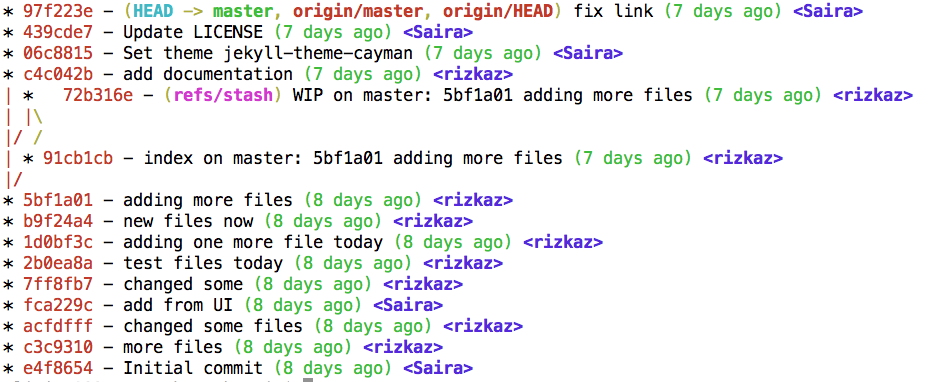 * 97f223e - (HEAD -> master, origin/master, origin/HEAD) fix link (7 days ago) <Saira>
* 439cde7 - Update LICENSE (7 days ago) <Saira>
* 06c8815 - Set theme jekyll-theme-cayman (7 days ago) <Saira>
* c4c042b - add documentation (7 days ago) <rizkaz>
| *   72b316e - (refs/stash) WIP on master: 5bf1a01 adding more files (7 days ago) <rizkaz>
| |\
|/ /
| * 91cb1cb - index on master: 5bf1a01 adding more files (7 days ago) <rizkaz>
|/
* 5bf1a01 - adding more files (8 days ago) <rizkaz>
* b9f24a4 - new files now (8 days ago) <rizkaz>
* 1d0bf3c - adding one more file today (8 days ago) <rizkaz>
* 2b0ea8a - test files today (8 days ago) <rizkaz>
* 7ff8fb7 - changed some (8 days ago) <rizkaz>
* fca229c - add from UI (8 days ago) <Saira>
* acfdfff - changed some files (8 days ago) <rizkaz>
* c3c9310 - more files (8 days ago) <rizkaz>
* e4f8654 - Initial commit (8 days ago) <Saira>